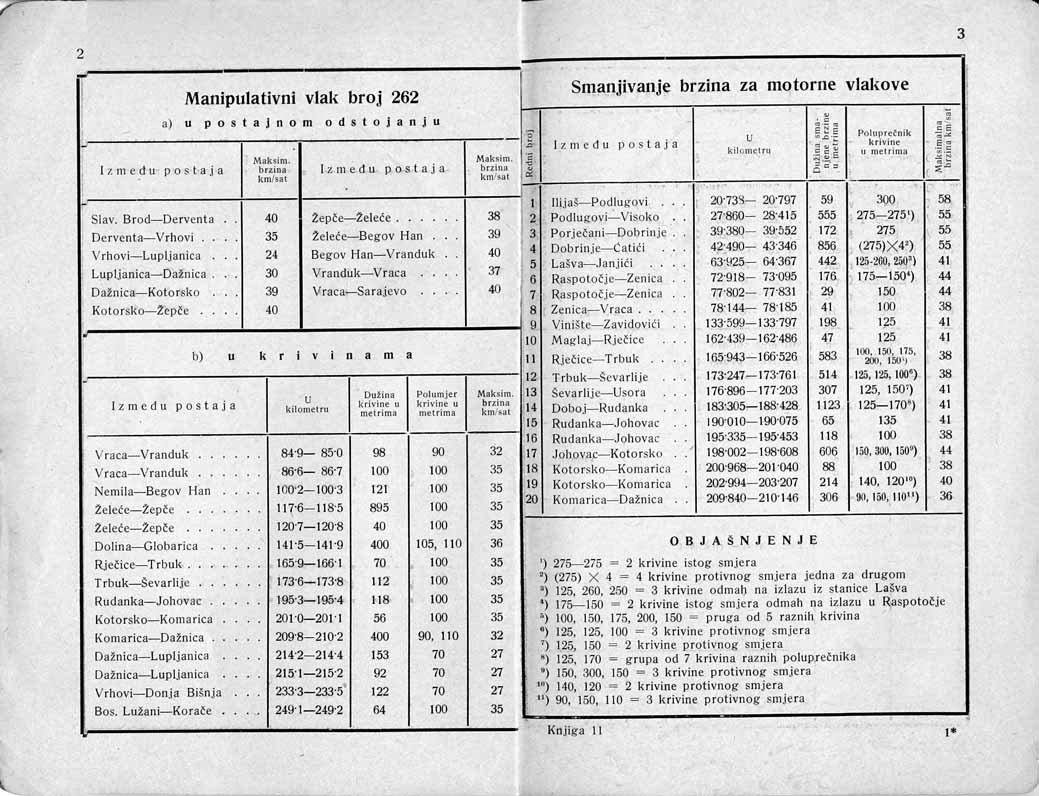 2
Manipulativni vlak broj 262
a) u postajnom odstojanju
Između postaja Maksim. brzina km/sat Između postaja Maksim. brzina km/sat
Slav. Brod—Derventa . . 40 Žepče—Želeće . . . . . . 38
Derventa—Vrhovi . . . . 35 Želeće—Begov Han . . . 39
Vrhovi—Lupljanica . . . 24 Begov Han—Vranduk . . 40
Lupljanica—Dažnica . . . 30 Vranduk—Vraca . . . . 37
Dažnica—Kotorsko . . . 39 Vraca—Sarajevo . . . . 40
Kotorsko—Žepče . . . . 40
b) u krivinama
Između postaja U kilometru Dužina krivine u metrima Polumjer krivine u metrima Maksim. brzina km/sat
Vraca—Vranduk . . . . . . 84·9— 85·0 98 90 32
Vraca—Vranduk . . . . . . 86·6— 86·7 100 100 35
Nemila—Begov Han . . . . 100·2—100·3 121 100 35
Želeće—Žepče . . . . . . . 117·6—118·5 895 100 35
Želeće—Žepče . . . . . . . 120·7—120·8 40 100 35
Dolina—Globarica . . . . . 141·5—141·9 400 105, 110 36
Rječice—Trbuk . . . . . . 165·9—166·1 70 100 35
Trbuk—Ševarlije . . . . . . 173·6—173·8 112 100 35
Rudanka—Johovac . . . . . 195·3—195·4 118 100 35
Kotorsko—Komarica . . . . 201·0—201·1 56 100 35
Komarica—Dažnica . . . . . 209·8—210·2 400 90, 110 32
Dažnica—Lupljanica . . . . 214·2—214·4 153 70 27
Dažnica—Lupljanica . . . . 215·1—215·2 92 70 27
Vrhovi—Donja Bišnja . . . 233·3—233·5 122 70 27
Bos. Lužani—Korače . . . . 249·1—249·2 64 100 35
3
Smanjivanje brzina za motorne vlakove
Redni broj Između postaja U kilometru Dužina smanjene brzine u metrima Poluprečnik krivine u metrima Maksimalna brzina km/sat
1 Ilijaš—Podlugovi . . . 20·738— 20·797 59 300 58
2 Podlugovi—Visoko . . 27·860— 28·415 555 275—275¹) 55
3 Porječani—Dobrinje . . 39·380— 39·552 172 275 55
4 Dobrinje—Ćatići . . . 42·490— 43·346 856 (275)×4²) 55
5 Lašva—Janjići . . . . 63·925— 64·367 442 125-260, 250³) 41
6 Raspotočje—Zenica . . 72·918— 73·095 176 175—150⁴) 44
7 Raspotočje—Zenica . . 77·802— 77·831 29 150 44
8 Zenica—Vraca . . . . 78·144— 78·185 41 100 38
9 Vinište—Zavidovići . . 133·599—133·797 198 125 41
10 Maglaj—Rječice . . . 162·439—162·486 47 125 41
11 Rječice—Trbuk . . . . 165·943—166·526 583 100, 150, 175, 200, 150⁵) 38
12 Trbuk—Ševarlije . . . 173·247—173·761 514 125, 125, 100⁶) 38
13 Ševarlije—Usora . . . 176·896—177·203 307 125, 150⁷) 41
14 Doboj—Rudanka . . . 183·305—188·428 1123 125—170⁸) 41
15 Rudanka—Johovac . . 190·010—190·075 65 135 41
16 Rudanka—Johovac . . 195·335—195·453 118 100 38
17 Johovac—Kotorsko . . 198·002—198·608 606 150, 300, 150⁹) 44
18 Kotorsko—Komarica . 200·968—201·040 88 100 38
19 Kotorsko—Komarica . 202·994—203·207 214 140, 120¹⁰) 40
20 Komarica—Dažnica . . 209·840—210·146 306 90, 150, 110¹¹) 36
OBJAŠNJENJE
¹) 275—275 = 2 krivine istog smjera
²) (275) × 4 = 4 krivine protivnog smjera jedna za drugom
³) 125, 260, 250 = 3 krivine odmah na izlazu iz stanice Lašva
⁴) 175—150 = 2 krivine istog smjera odmah na izlazu u Raspotočje
⁵) 100, 150, 175, 200, 150 = pruga od 5 raznih krivina
⁶) 125, 125, 100 = 3 krivine protivnog smjera
⁷) 125, 150 = 2 krivine protivnog smjera
⁸) 125, 170 = grupa od 7 krivina raznih poluprečnika
⁹) 150, 300, 150 = 3 krivine protivnog smjera
¹⁰) 140, 120 = 2 krivine protivnog smjera
¹¹) 90, 150, 110 = 3 krivine protivnog smjera
Knjiga 11 1*